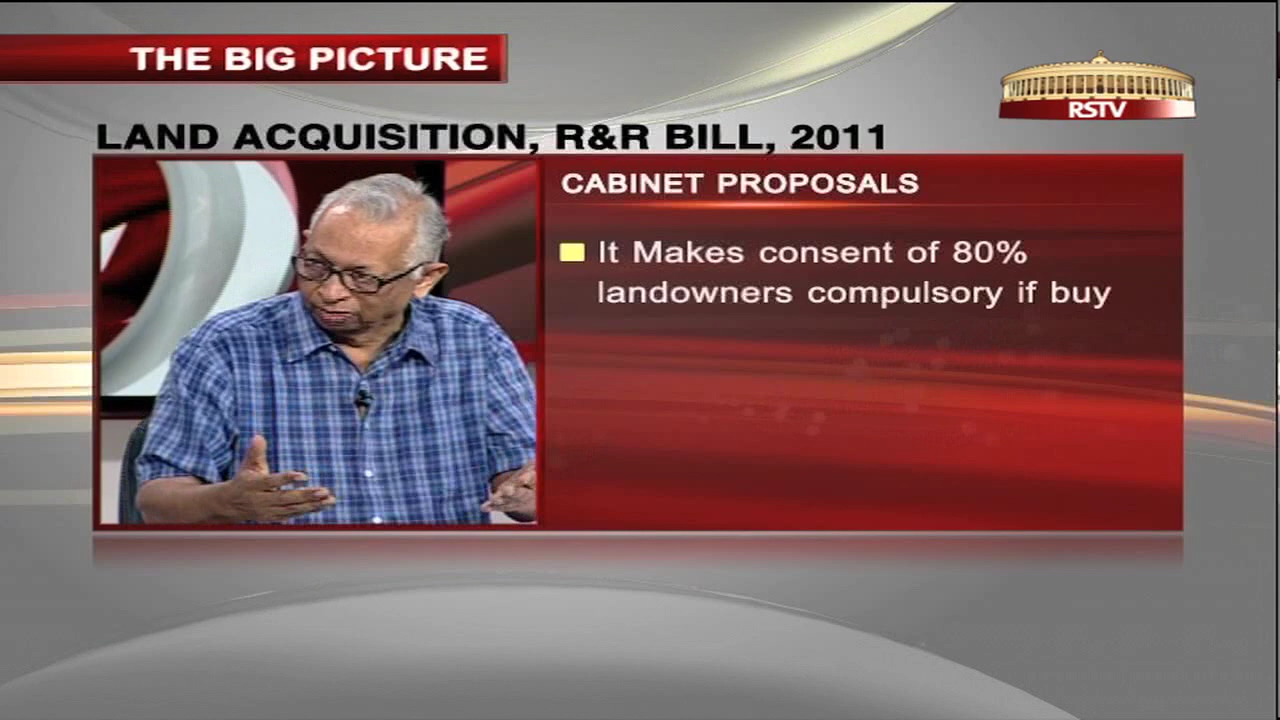 THE BIG PICTURE
RSTV
LAND ACQUISITION, R&R BILL, 2011
CABINET PROPOSALS
It Makes consent of 80%
landowners compulsory if buy